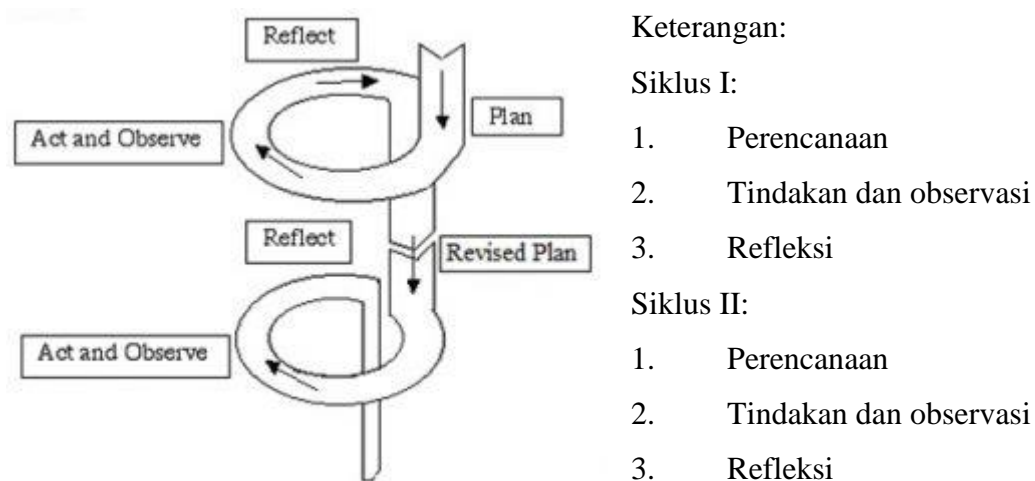 Reflect
Plan
Act and Observe
Reflect
Revised Plan
Act and Observe
Keterangan:
Siklus I:
1. Perencanaan
2. Tindakan dan observasi
3. Refleksi
Siklus II:
1. Perencanaan
2. Tindakan dan observasi
3. Refleksi